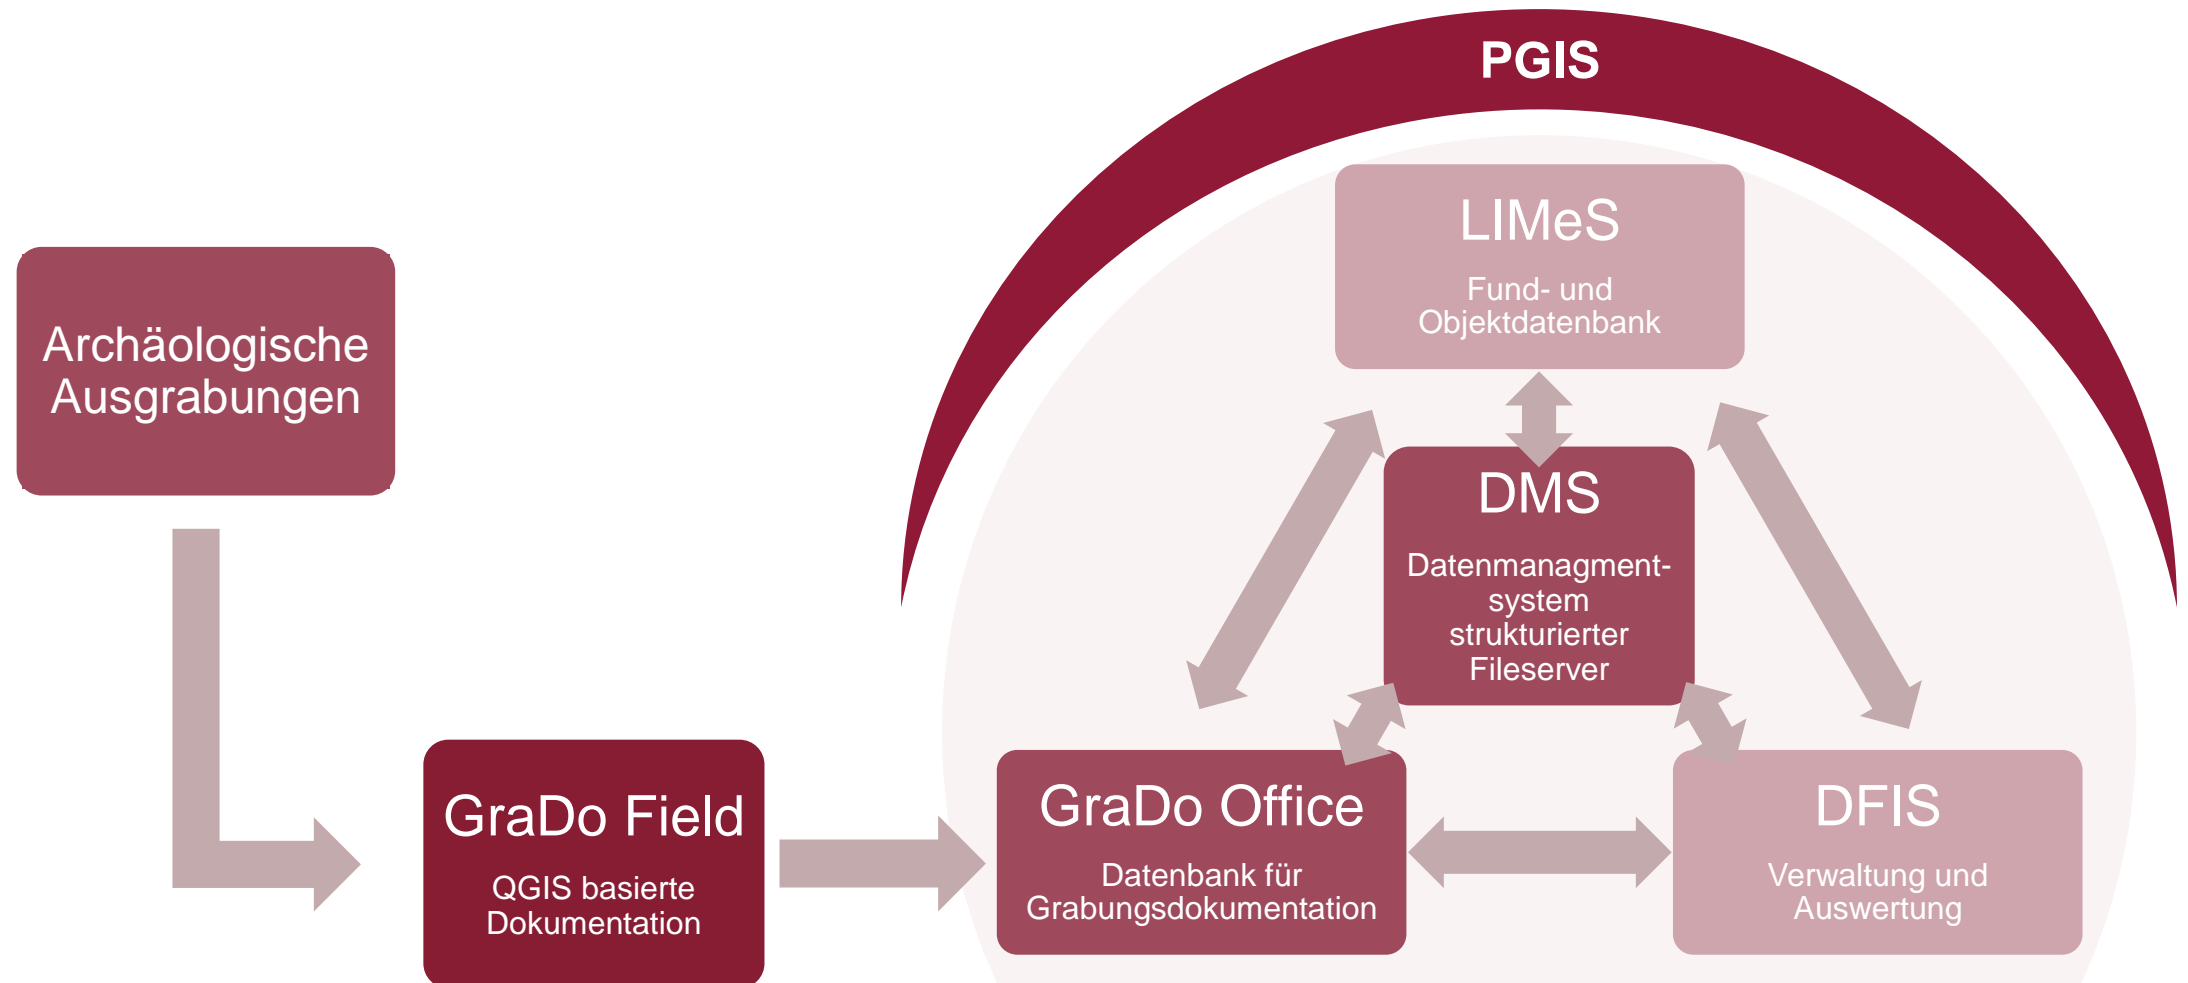 PGIS
LIMeS
Fund- und
Objektdatenbank
Archäologische
Ausgrabungen
DMS
Datenmanagment-
system
strukturierter
Fileserver
GraDo Field
QGIS basierte
Dokumentation
GraDo Office
Datenbank für
Grabungsdokumentation
DFIS
Verwaltung und
Auswertung